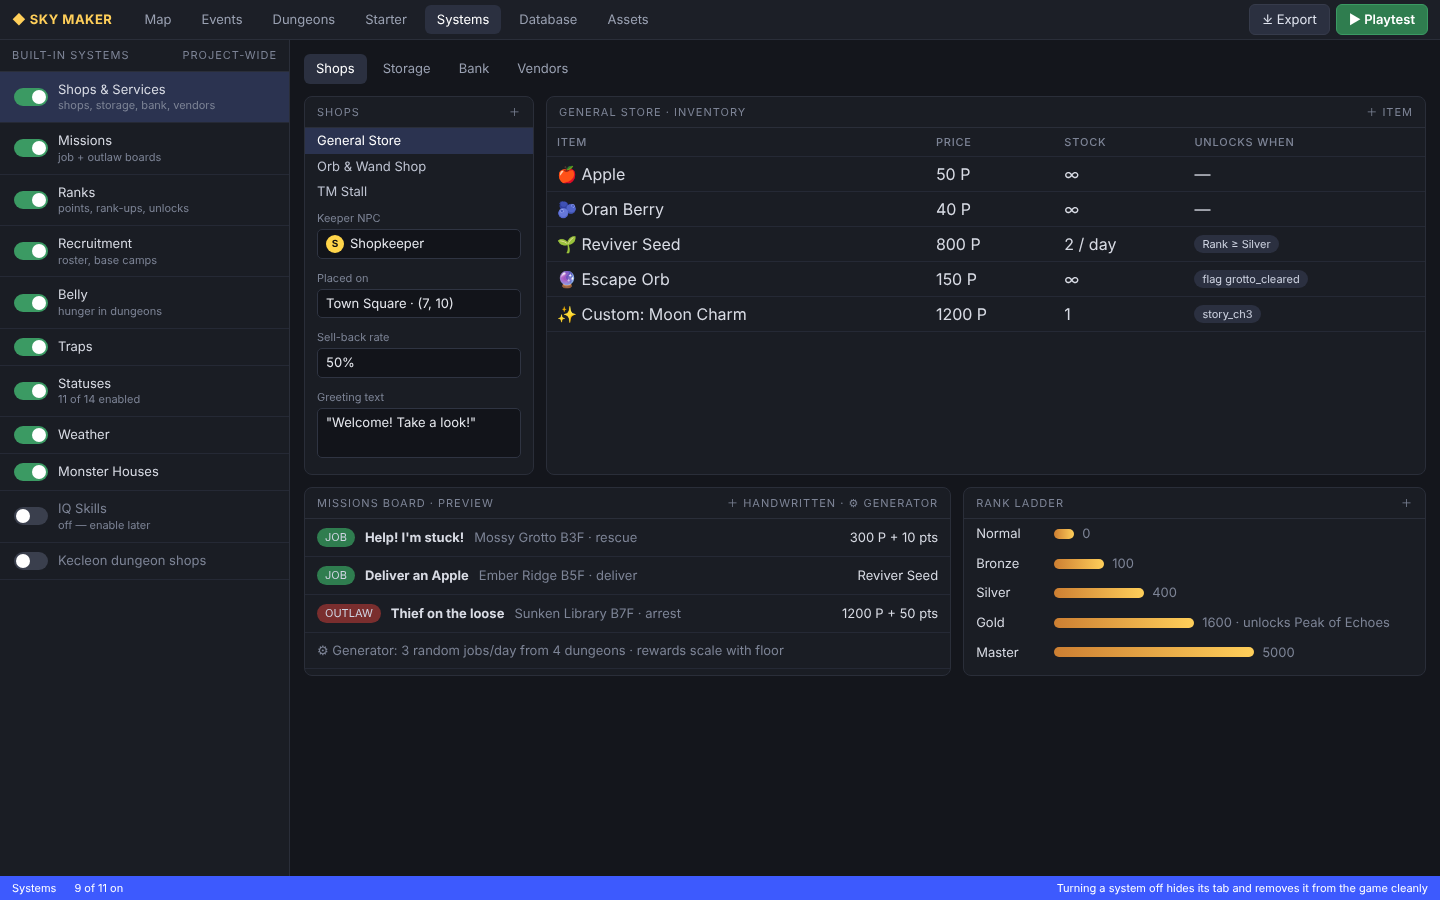 ◆ SKY MAKER Map Events Dungeons Starter Systems Database Assets Export ▶ Playtest
BUILT-IN SYSTEMS PROJECT-WIDE
Shops & Services
shops, storage, bank, vendors
Missions
job + outlaw boards
Ranks
points, rank-ups, unlocks
Recruitment
roster, base camps
Belly
hunger in dungeons
Traps
Statuses
11 of 14 enabled
Weather
Monster Houses
IQ Skills
off — enable later
Kecleon dungeon shops
Shops Storage Bank Vendors
SHOPS +
General Store
Orb & Wand Shop
TM Stall
Keeper NPC
S Shopkeeper
Placed on
Town Square · (7, 10)
Sell-back rate
50%
Greeting text
"Welcome! Take a look!"
GENERAL STORE · INVENTORY + ITEM
ITEM PRICE STOCK UNLOCKS WHEN
🍎 Apple 50 P ∞ —
🫐 Oran Berry 40 P ∞ —
🌱 Reviver Seed 800 P 2 / day Rank ≥ Silver
🔮 Escape Orb 150 P ∞ flag grotto_cleared
✨ Custom: Moon Charm 1200 P 1 story_ch3
MISSIONS BOARD · PREVIEW + HANDWRITTEN · ⚙ GENERATOR
JOB Help! I'm stuck! Mossy Grotto B3F · rescue 300 P + 10 pts
JOB Deliver an Apple Ember Ridge B5F · deliver Reviver Seed
OUTLAW Thief on the loose Sunken Library B7F · arrest 1200 P + 50 pts
⚙ Generator: 3 random jobs/day from 4 dungeons · rewards scale with floor
RANK LADDER +
Normal 0
Bronze 100
Silver 400
Gold 1600 · unlocks Peak of Echoes
Master 5000
Systems 9 of 11 on Turning a system off hides its tab and removes it from the game cleanly